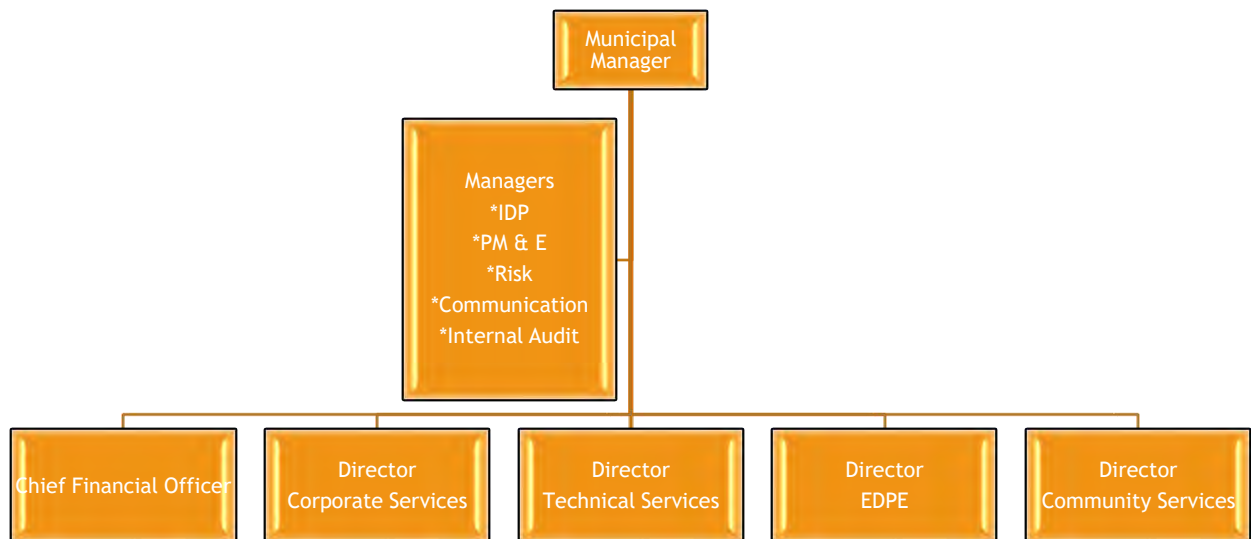 Municipal
Manager
Managers
*IDP
*PM & E
*Risk
*Communication
*Internal Audit
Chief Financial Officer
Director
Corporate Services
Director
Technical Services
Director
EDPE
Director
Community Services